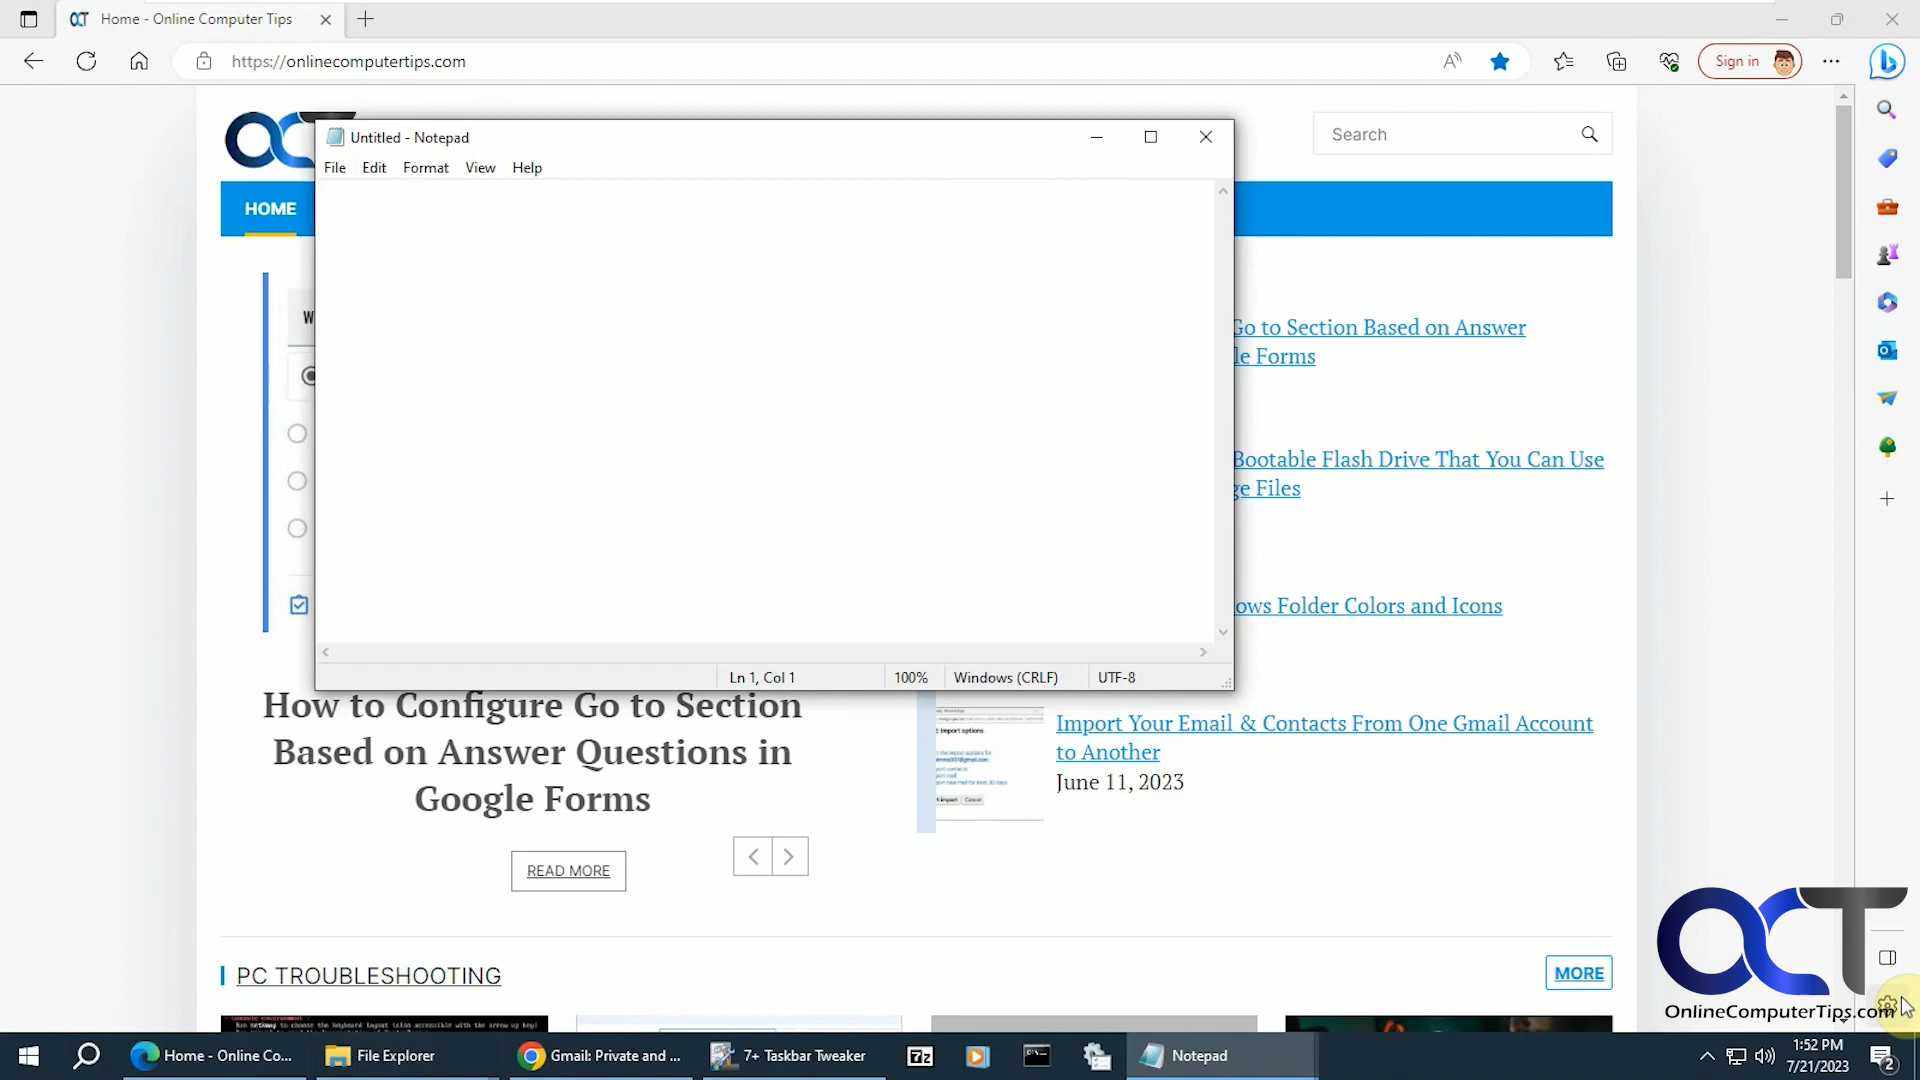 Home - Online Computer Tips
https://onlinecomputertips.com
Sign in
Untitled - Notepad
File Edit Format View Help
Search
HOME
Go to Section Based on Answer
le Forms
Bootable Flash Drive That You Can Use
ge Files
ows Folder Colors and Icons
Ln 1, Col 1 100% Windows (CRLF) UTF-8
How to Configure Go to Section
Based on Answer Questions in
Google Forms
READ MORE
Import options
Import Your Email & Contacts From One Gmail Account
to Another
June 11, 2023
PC TROUBLESHOOTING
MORE
OCT
OnlineComputerTips.com
Home - Online Co... File Explorer Gmail: Private and ... 7+ Taskbar Tweaker 7z Notepad
1:52 PM
7/21/2023
2